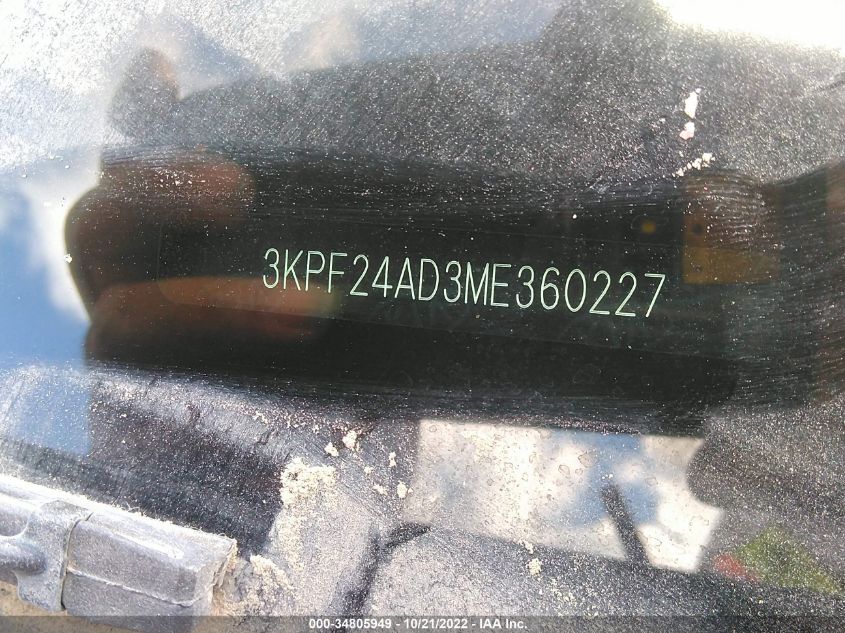 3KPF24AD3ME360227
000-34805949 - 10/21/2022 - IAA Inc.